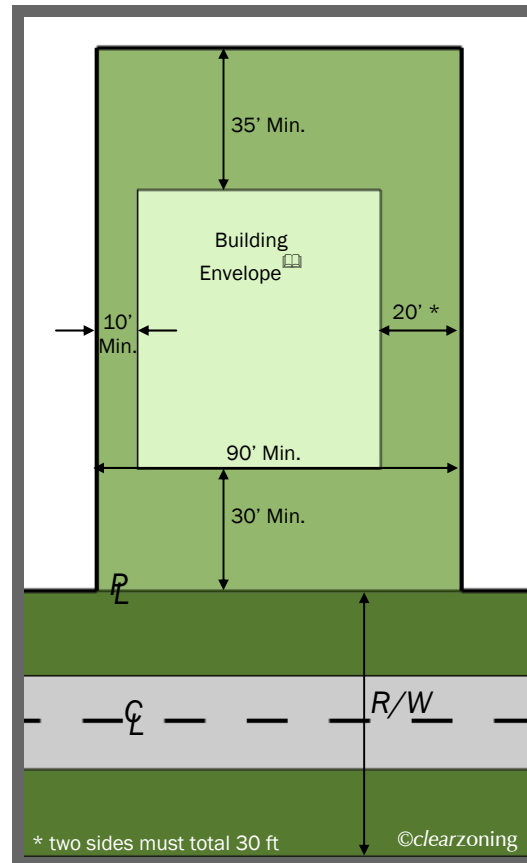 35’ Min.
Building
Envelope
10’
Min.
20’ *
90’ Min.
30’ Min.
PL
CL
R/W
* two sides must total 30 ft
©clearzoning